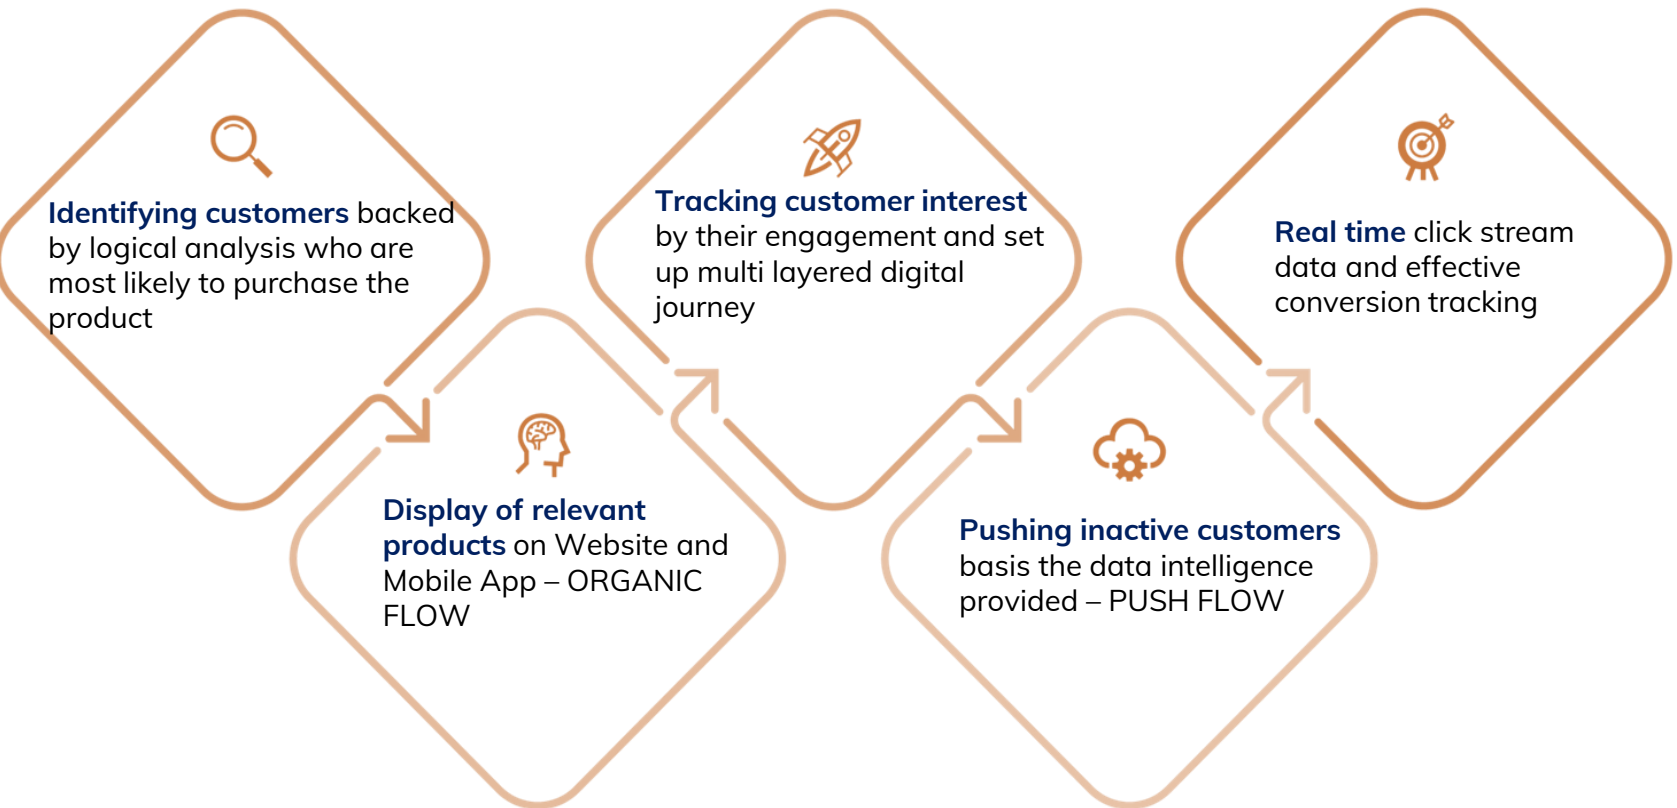 Identifying customers backed
by logical analysis who are
most likely to purchase the
product
Display of relevant
products on Website and
Mobile App – ORGANIC
FLOW
Tracking customer interest
by their engagement and set
up multi layered digital
journey
Pushing inactive customers
basis the data intelligence
provided – PUSH FLOW
Real time click stream
data and effective
conversion tracking